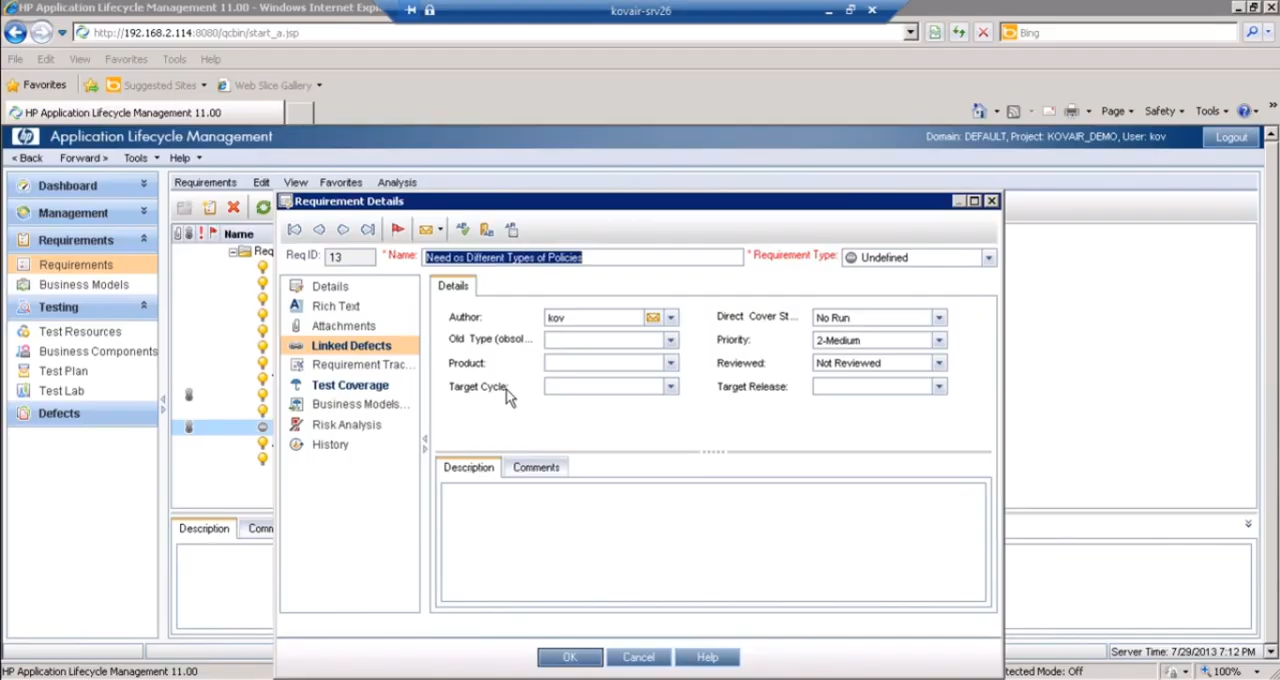 HP Application Lifecycle Management 11.00 - Windows Internet Exp
kovair-srv26
http://192.168.2.114:8080/qcbin/start_a.jsp
Bing
File Edit View Favorites Tools Help
Favorites Suggested Sites Web Slice Gallery
HP Application Lifecycle Management 11.00
Page Safety Tools
hp Application Lifecycle Management
Domain: DEFAULT, Project: KOVAIR_DEMO, User: kov
Logout
< Back Forward > Tools Help
Dashboard
Management
Requirements
Requirements
Business Models
Testing
Test Resources
Business Components
Test Plan
Test Lab
Defects
Requirements Edit View Favorites Analysis
Name
Req
Description
Requirement Details
Req ID: 13 * Name: Need os Different Types of Policies * Requirement Type: Undefined
Details
Rich Text
Attachments
Linked Defects
Requirement Trac...
Test Coverage
Business Models...
Risk Analysis
History
Details
Author: kov Direct Cover St... No Run
Old Type (obsol... Priority: 2-Medium
Product: Reviewed: Not Reviewed
Target Cycle: Target Release:
Description Comments
OK Cancel Help
Server Time: 7/29/2013 7:12 PM
HP Application Lifecycle Management 11.00
tected Mode: Off
100%